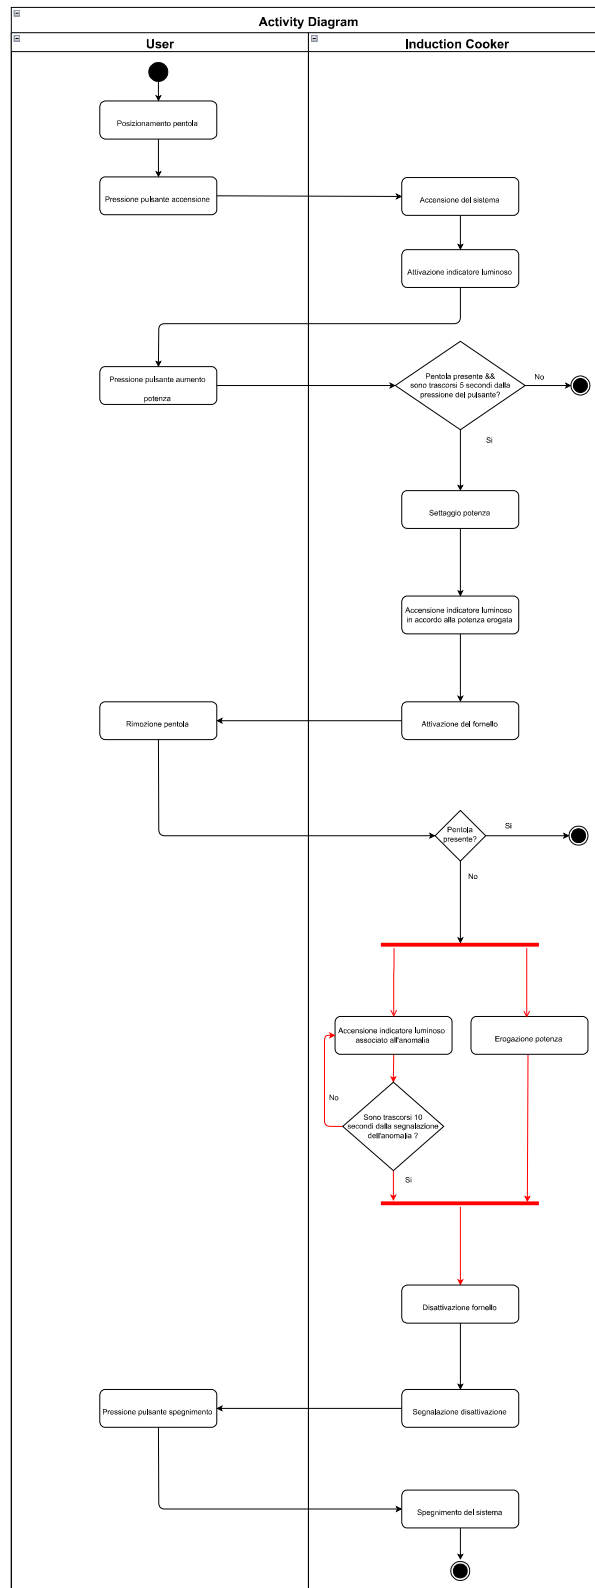 Activity Diagram
User
Induction Cooker
Posizionamento pentola
Pressione pulsante accensione
Accensione del sistema
Attivazione indicatore luminoso
Pressione pulsante aumento
potenza
Pentola presente &&
sono trascorsi 5 secondi dalla
pressione del pulsante?
No
Si
Settaggio potenza
Accensione indicatore luminoso
in accordo alla potenza erogata
Attivazione del fornello
Rimozione pentola
Pentola
presente?
Si
No
Accensione indicatore luminoso
associato all'anomalia
Erogazione potenza
No
Sono trascorsi 10
secondi dalla segnalazione
dell'anomalia ?
Si
Disattivazione fornello
Segnalazione disattivazione
Pressione pulsante spegnimento
Spegnimento del sistema